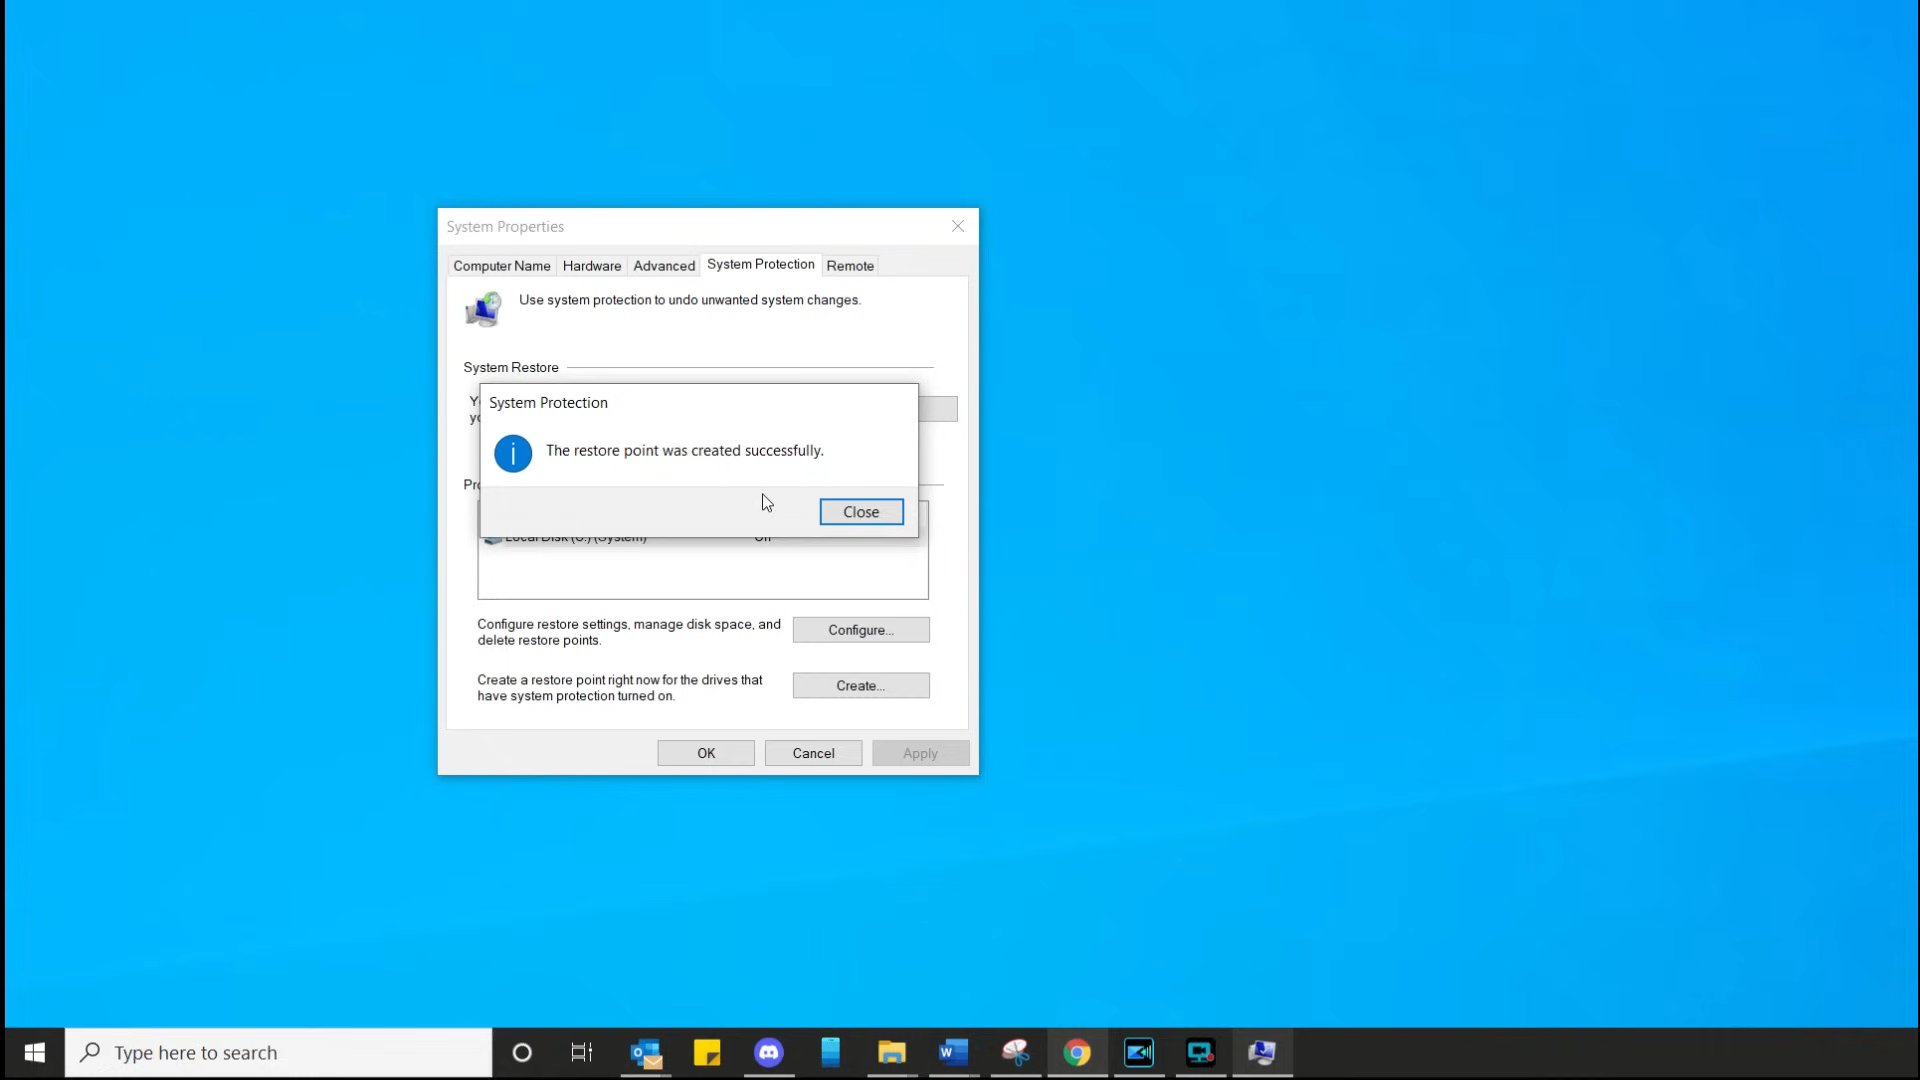 System Properties
Computer Name Hardware Advanced System Protection Remote
Use system protection to undo unwanted system changes.
System Restore
System Protection
The restore point was created successfully.
Close
Local Disk (C:) (System)
Configure restore settings, manage disk space, and
delete restore points.
Configure...
Create a restore point right now for the drives that
have system protection turned on.
Create...
OK Cancel Apply
Type here to search